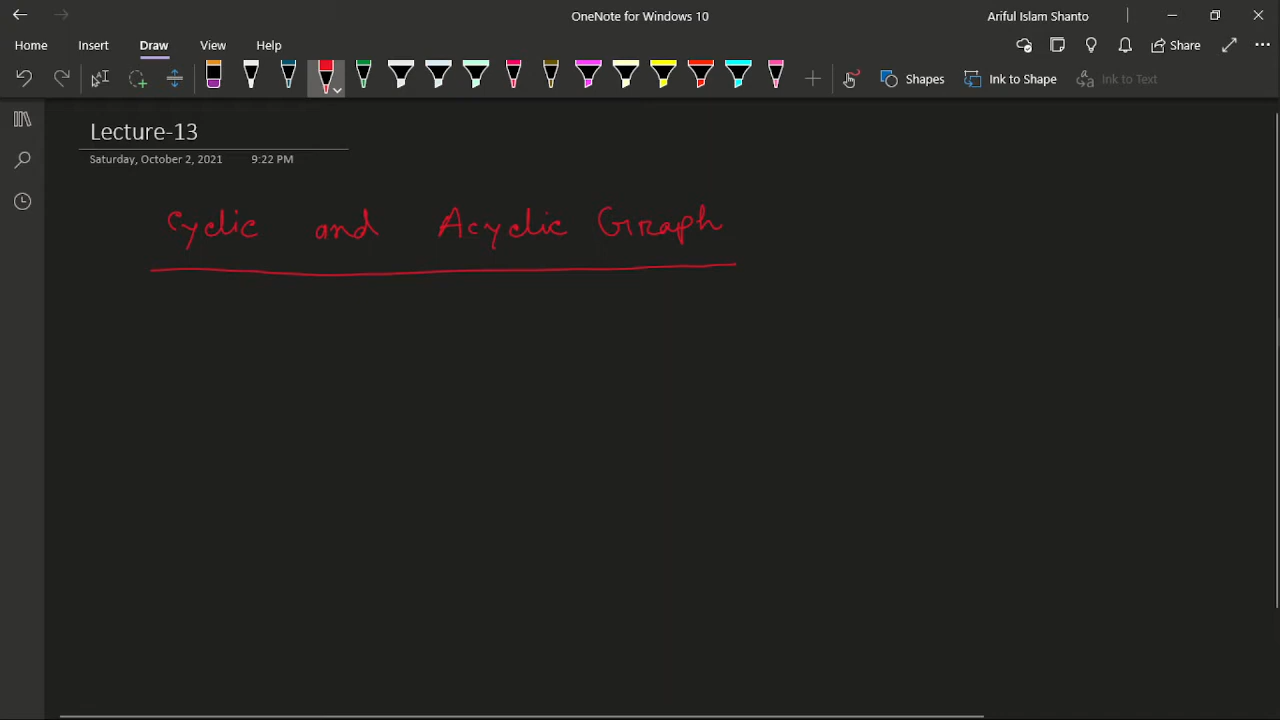 OneNote for Windows 10
Ariful Islam Shanto
Home Insert Draw View Help
Share
Shapes Ink to Shape Ink to Text
Lecture-13
Saturday, October 2, 2021 9:22 PM
Cyclic and Acyclic Graph